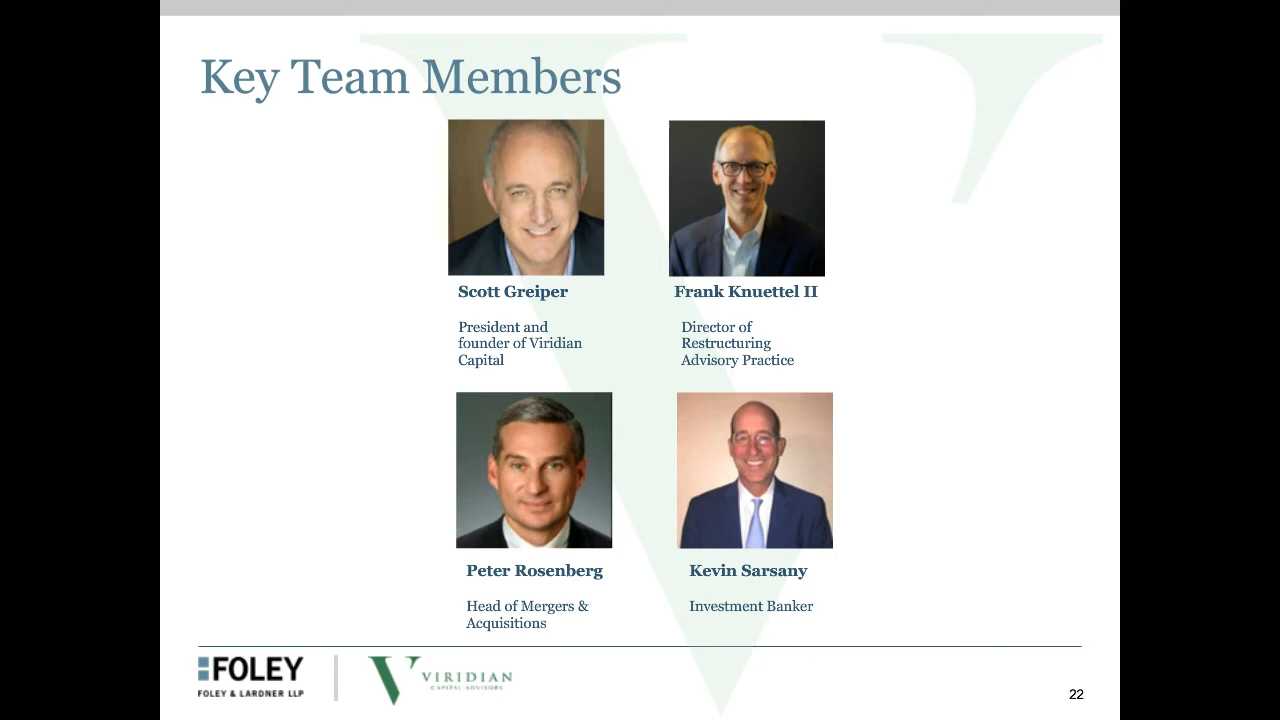 Key Team Members
Scott Greiper
President and
founder of Viridian
Capital
Frank Knuettel II
Director of
Restructuring
Advisory Practice
Peter Rosenberg
Head of Mergers &
Acquisitions
Kevin Sarsany
Investment Banker
FOLEY
FOLEY & LARDNER LLP
VIRIDIAN
CAPITAL ADVISORS
22